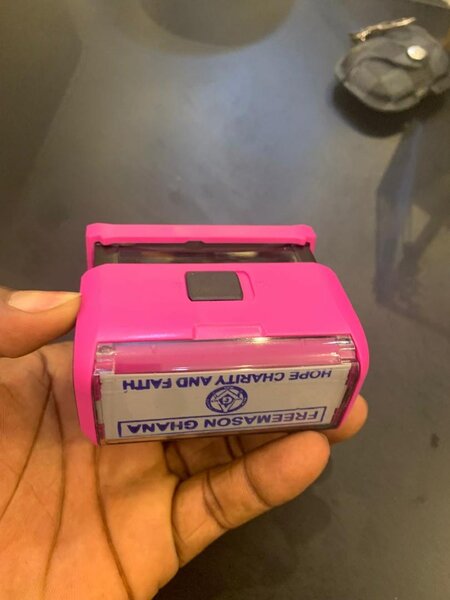 FREEMASON GHANA
HOPE CHARITY AND FAITH